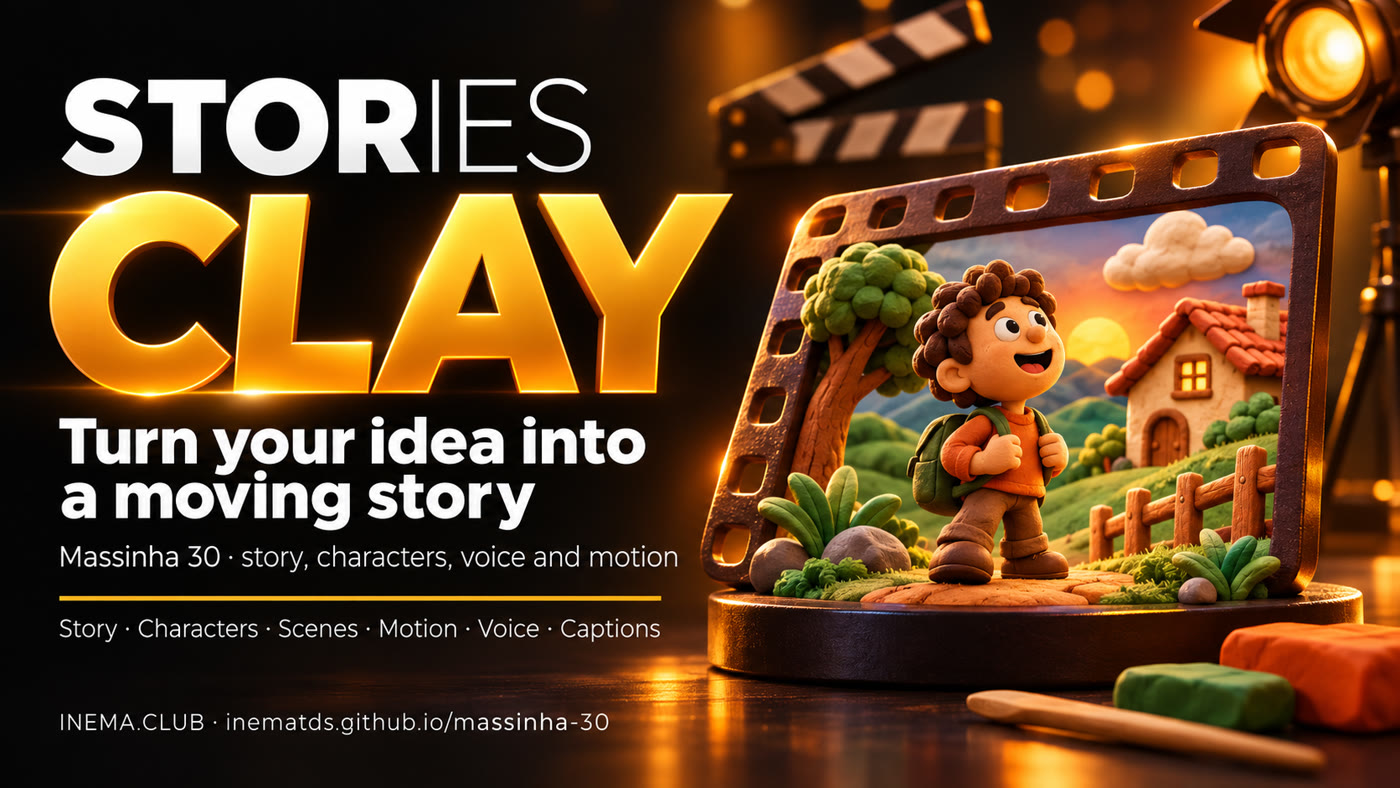 STORIES
CLAY
Turn your idea into
a moving story
Massinha 30 · story, characters, voice and motion
Story · Characters · Scenes · Motion · Voice · Captions
INEMA.CLUB · inematds.github.io/massinha-30